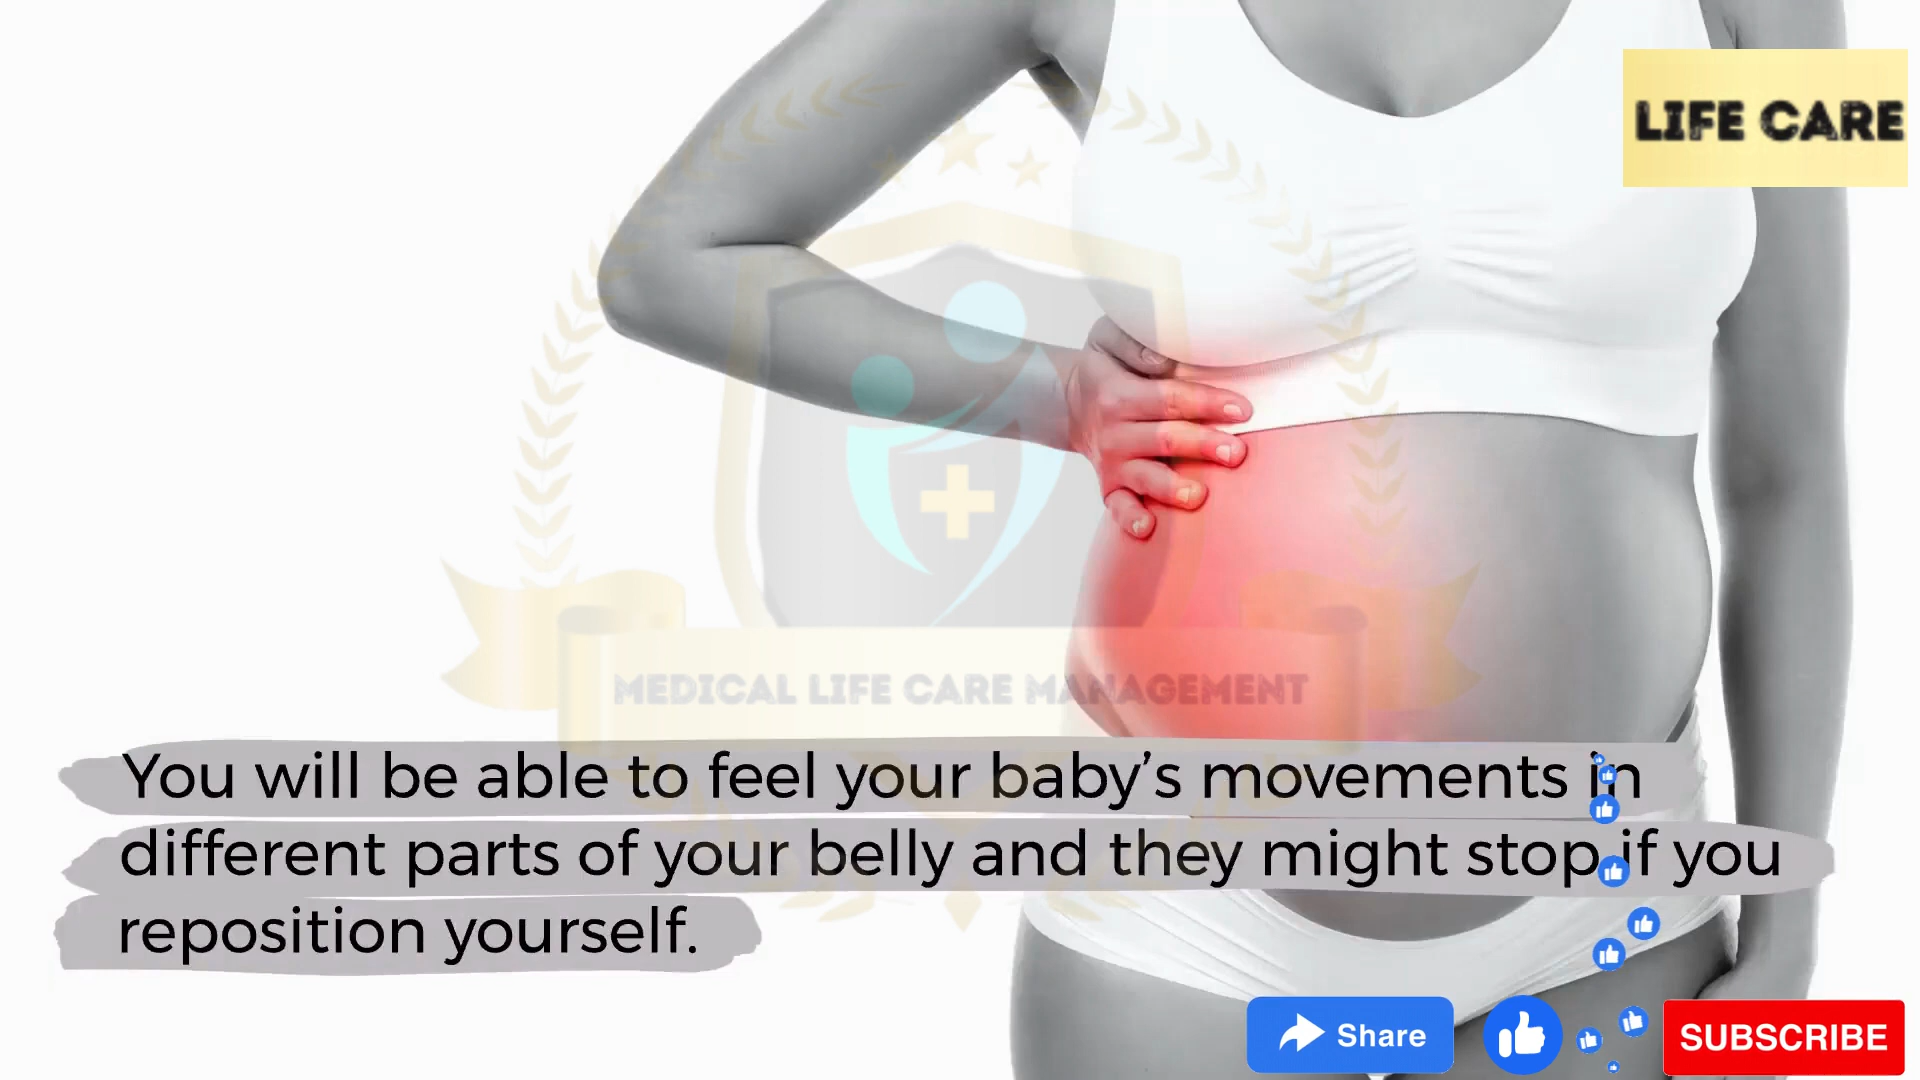 LIFE CARE
MEDICAL LIFE CARE MANAGEMENT
You will be able to feel your baby’s movements in
different parts of your belly and they might stop if you
reposition yourself.
Share
SUBSCRIBE